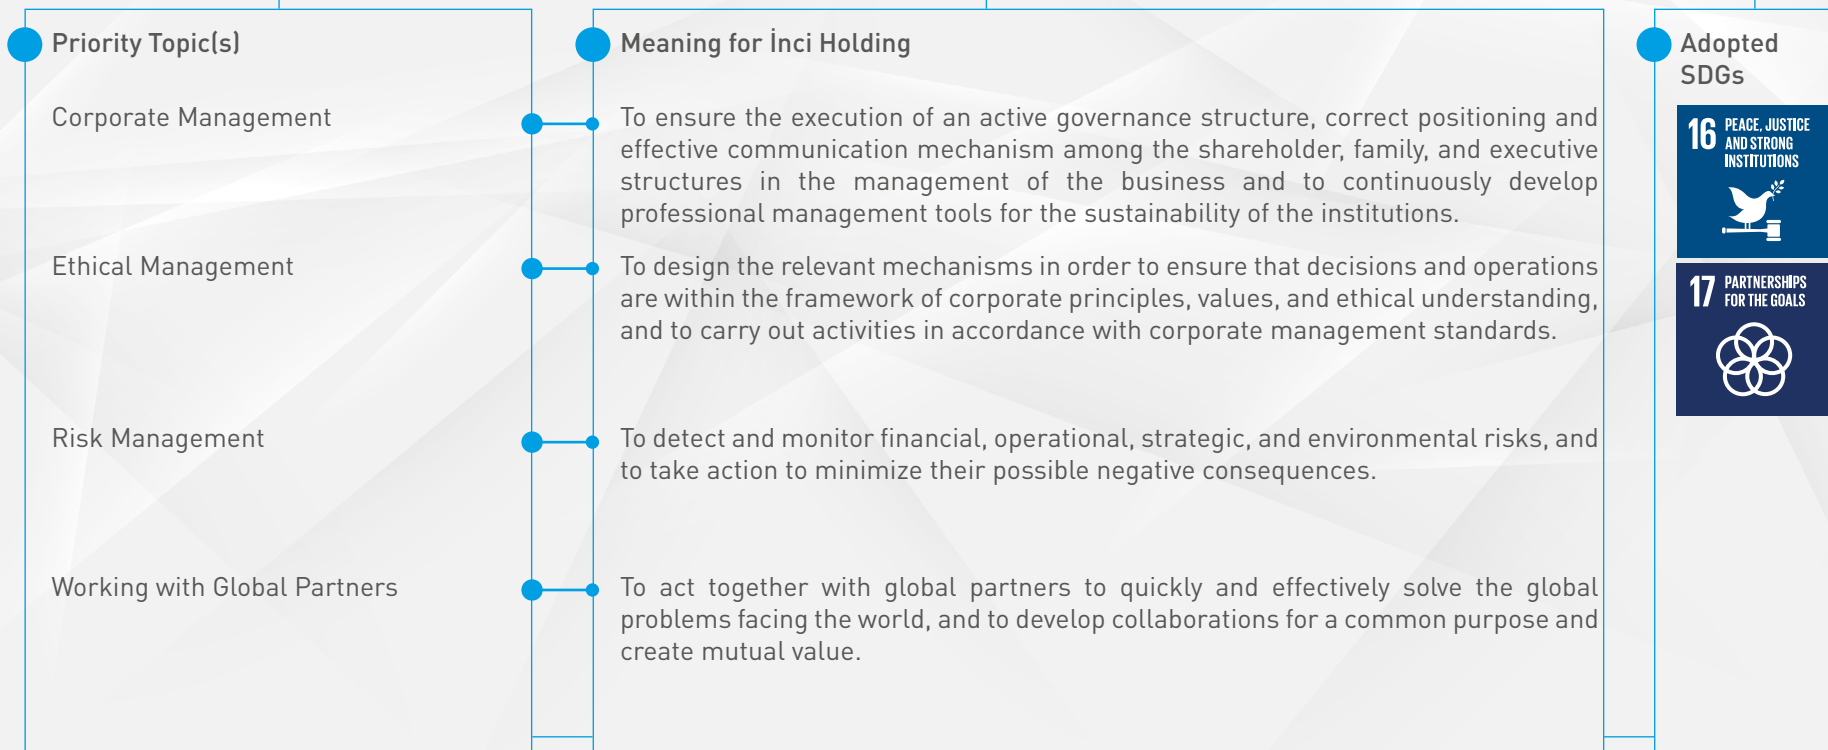 Priority Topic(s)
Meaning for İnci Holding
Adopted
SDGs
Corporate Management
To ensure the execution of an active governance structure, correct positioning and
effective communication mechanism among the shareholder, family, and executive
structures in the management of the business and to continuously develop
professional management tools for the sustainability of the institutions.
Ethical Management
To design the relevant mechanisms in order to ensure that decisions and operations
are within the framework of corporate principles, values, and ethical understanding,
and to carry out activities in accordance with corporate management standards.
Risk Management
To detect and monitor financial, operational, strategic, and environmental risks, and
to take action to minimize their possible negative consequences.
Working with Global Partners
To act together with global partners to quickly and effectively solve the global
problems facing the world, and to develop collaborations for a common purpose and
create mutual value.
16 PEACE, JUSTICE
AND STRONG
INSTITUTIONS
17 PARTNERSHIPS
FOR THE GOALS